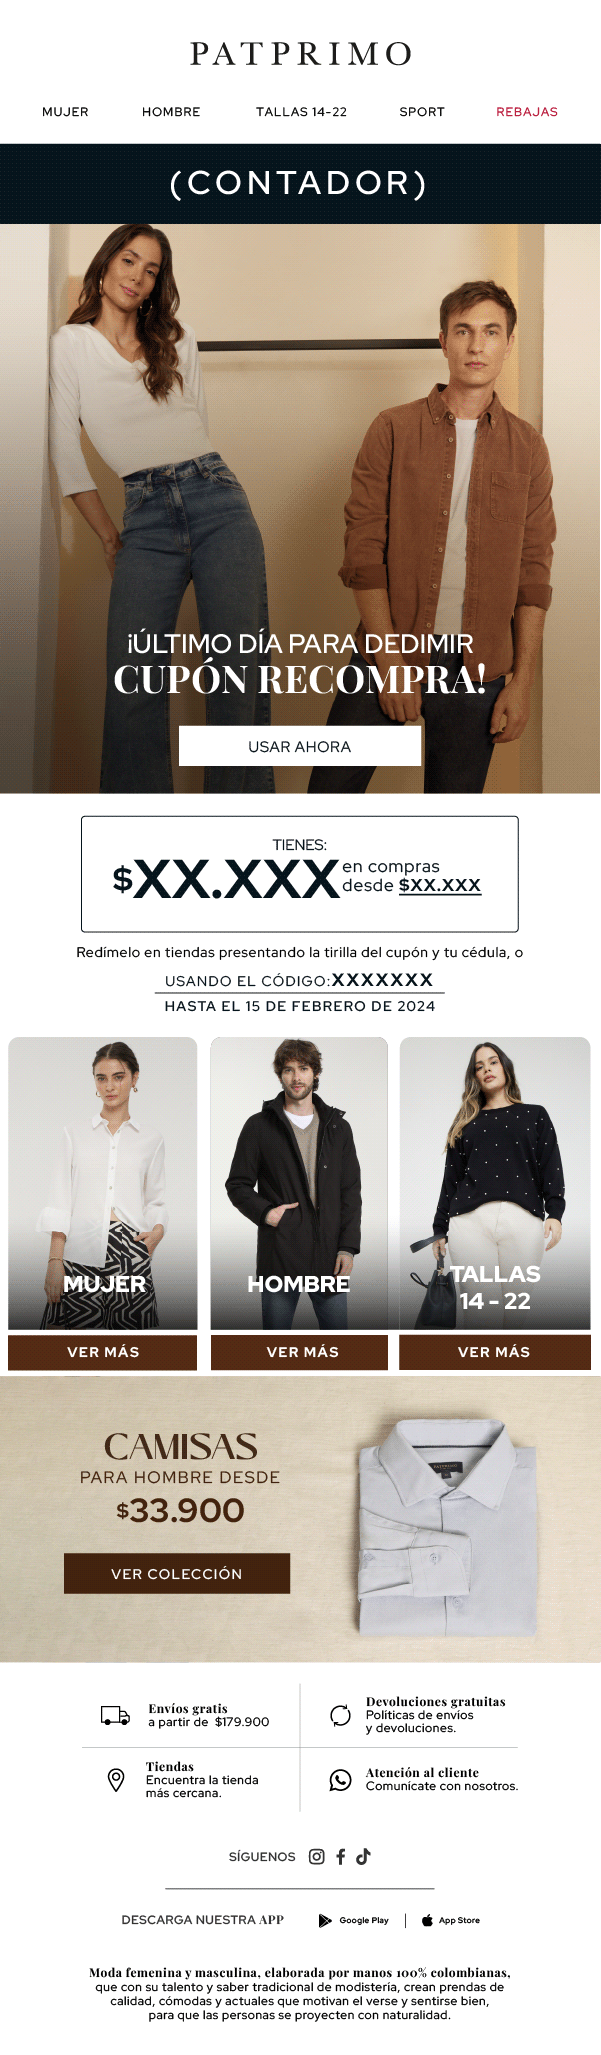 PATPRIMO
MUJER HOMBRE TALLAS 14-22 SPORT REBAJAS
(CONTADOR)
¡ÚLTIMO DÍA PARA DEDIMIR
CUPÓN RECOMPRA!
USAR AHORA
TIENES:
$XX.XXX en compras
desde $XX.XXX
Redímelo en tiendas presentando la tirilla del cupón y tu cédula, o
USANDO EL CÓDIGO:XXXXXXX
HASTA EL 15 DE FEBRERO DE 2024
MUJER
HOMBRE
TALLAS
14 - 22
VER MÁS
VER MÁS
VER MÁS
CAMISAS
PARA HOMBRE DESDE
$33.900
VER COLECCIÓN
PATPRIMO
Envíos gratis
a partir de $179.900
Devoluciones gratuitas
Políticas de envíos
y devoluciones.
Tiendas
Encuentra la tienda
más cercana.
Atención al cliente
Comunícate con nosotros.
SÍGUENOS
DESCARGA NUESTRA APP Google Play | App Store
Moda femenina y masculina, elaborada por manos 100% colombianas,
que con su talento y saber tradicional de modistería, crean prendas de
calidad, cómodas y actuales que motivan el verse y sentirse bien,
para que las personas se proyecten con naturalidad.